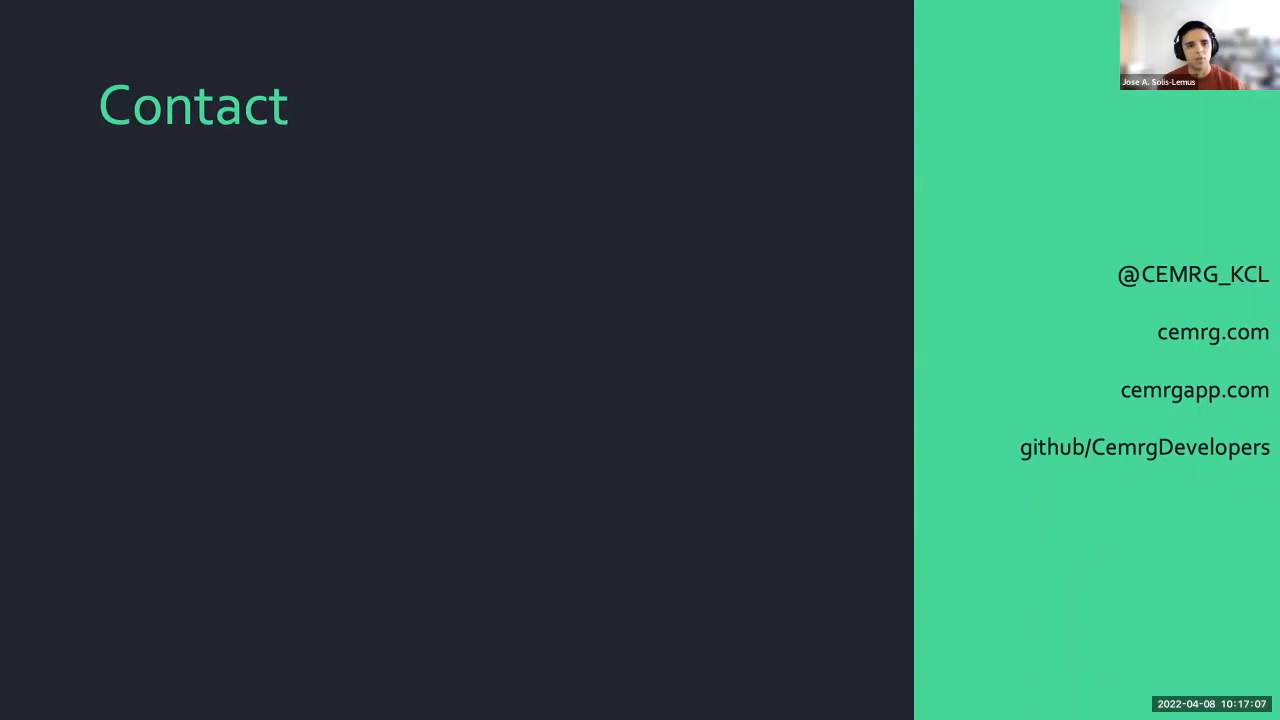 Contact
Jose A. Solis-Lemus
@CEMRG_KCL
cemrg.com
cemrgapp.com
github/CemrgDevelopers
2022-04-08 10:17:07